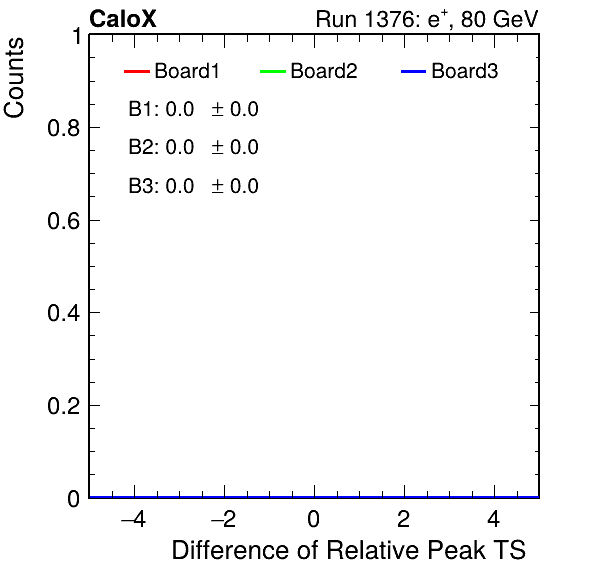 CaloX Run 1376: e⁺, 80 GeV
Counts
Board1 Board2 Board3
B1: 0.0 ± 0.0
B2: 0.0 ± 0.0
B3: 0.0 ± 0.0
1
0.8
0.6
0.4
0.2
0
−4 −2 0 2 4
Difference of Relative Peak TS